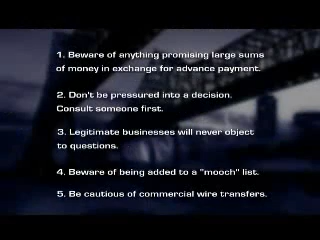 1. Beware of anything promising large sums
of money in exchange for advance payment.
2. Don't be pressured into a decision.
Consult someone first.
3. Legitimate businesses will never object
to questions.
4. Beware of being added to a "mooch" list.
5. Be cautious of commercial wire transfers.